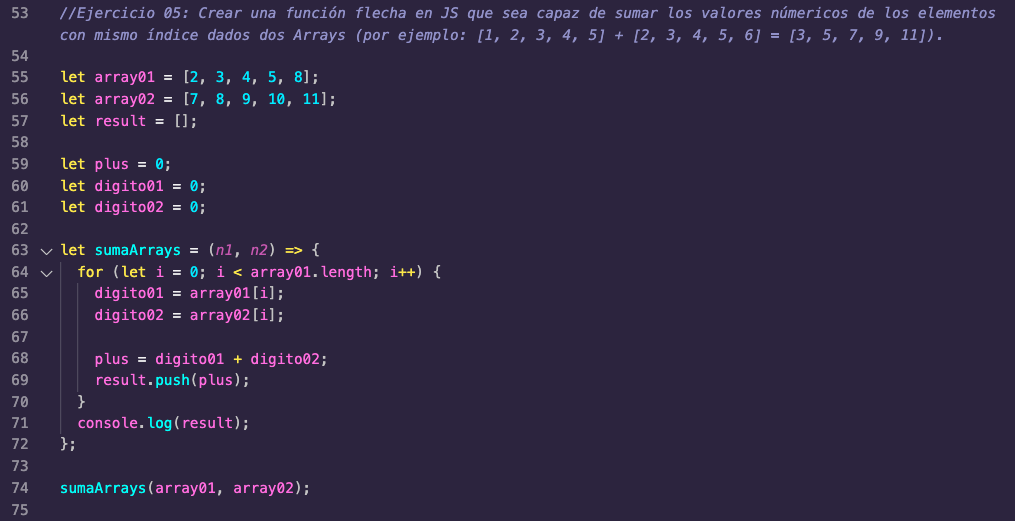 53 //Ejercicio 05: Crear una función flecha en JS que sea capaz de sumar los valores númericos de los elementos
con mismo índice dados dos Arrays (por ejemplo: [1, 2, 3, 4, 5] + [2, 3, 4, 5, 6] = [3, 5, 7, 9, 11]).
54
55 let array01 = [2, 3, 4, 5, 8];
56 let array02 = [7, 8, 9, 10, 11];
57 let result = [];
58
59 let plus = 0;
60 let digito01 = 0;
61 let digito02 = 0;
62
63 let sumaArrays = (n1, n2) => {
64 for (let i = 0; i < array01.length; i++) {
65 digito01 = array01[i];
66 digito02 = array02[i];
67
68 plus = digito01 + digito02;
69 result.push(plus);
70 }
71 console.log(result);
72 };
73
74 sumaArrays(array01, array02);
75